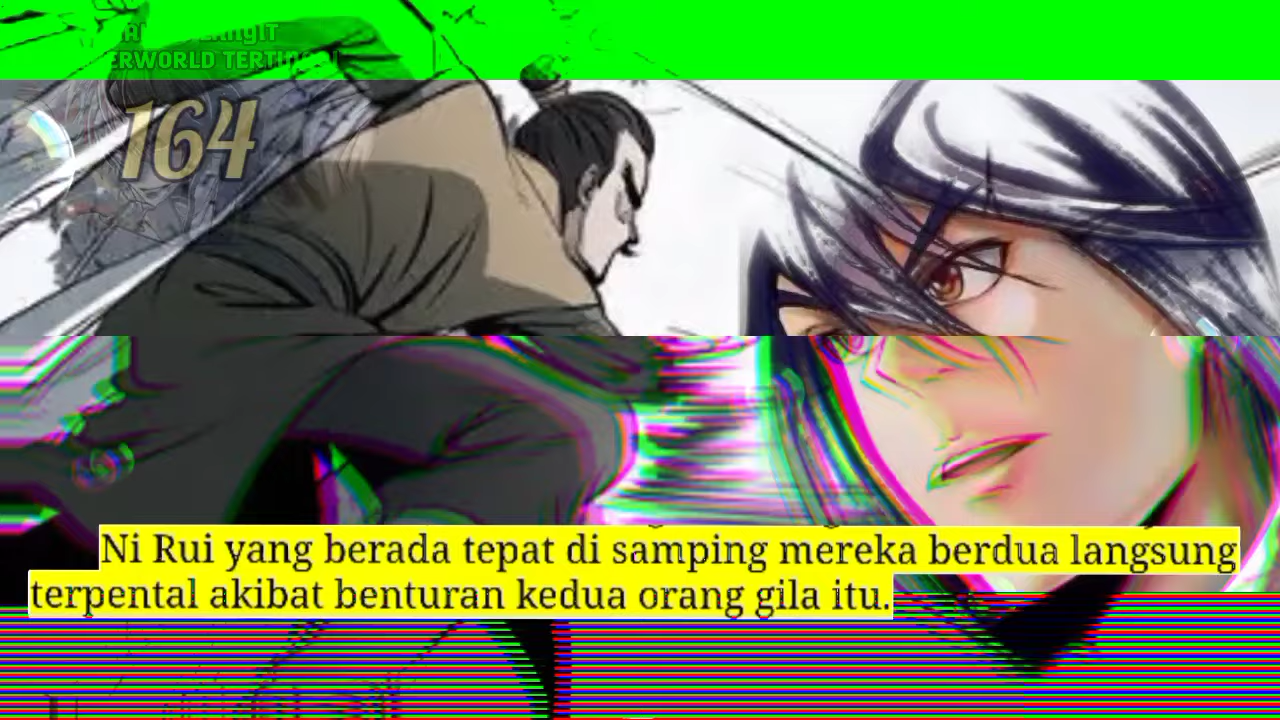 164
Ni Rui yang berada tepat di samping mereka berdua langsung
terpental akibat benturan kedua orang gila itu.